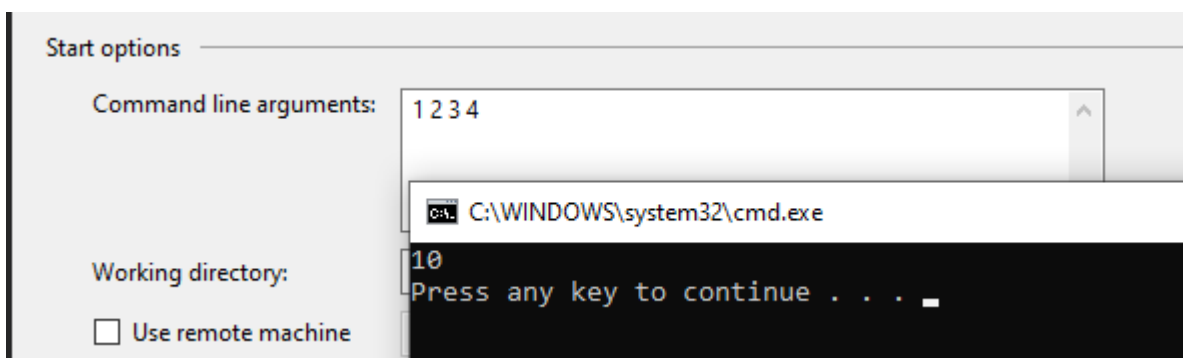 Start options
Command line arguments:
1 2 3 4
C:\WINDOWS\system32\cmd.exe
10
Press any key to continue . . .
Working directory:
Use remote machine